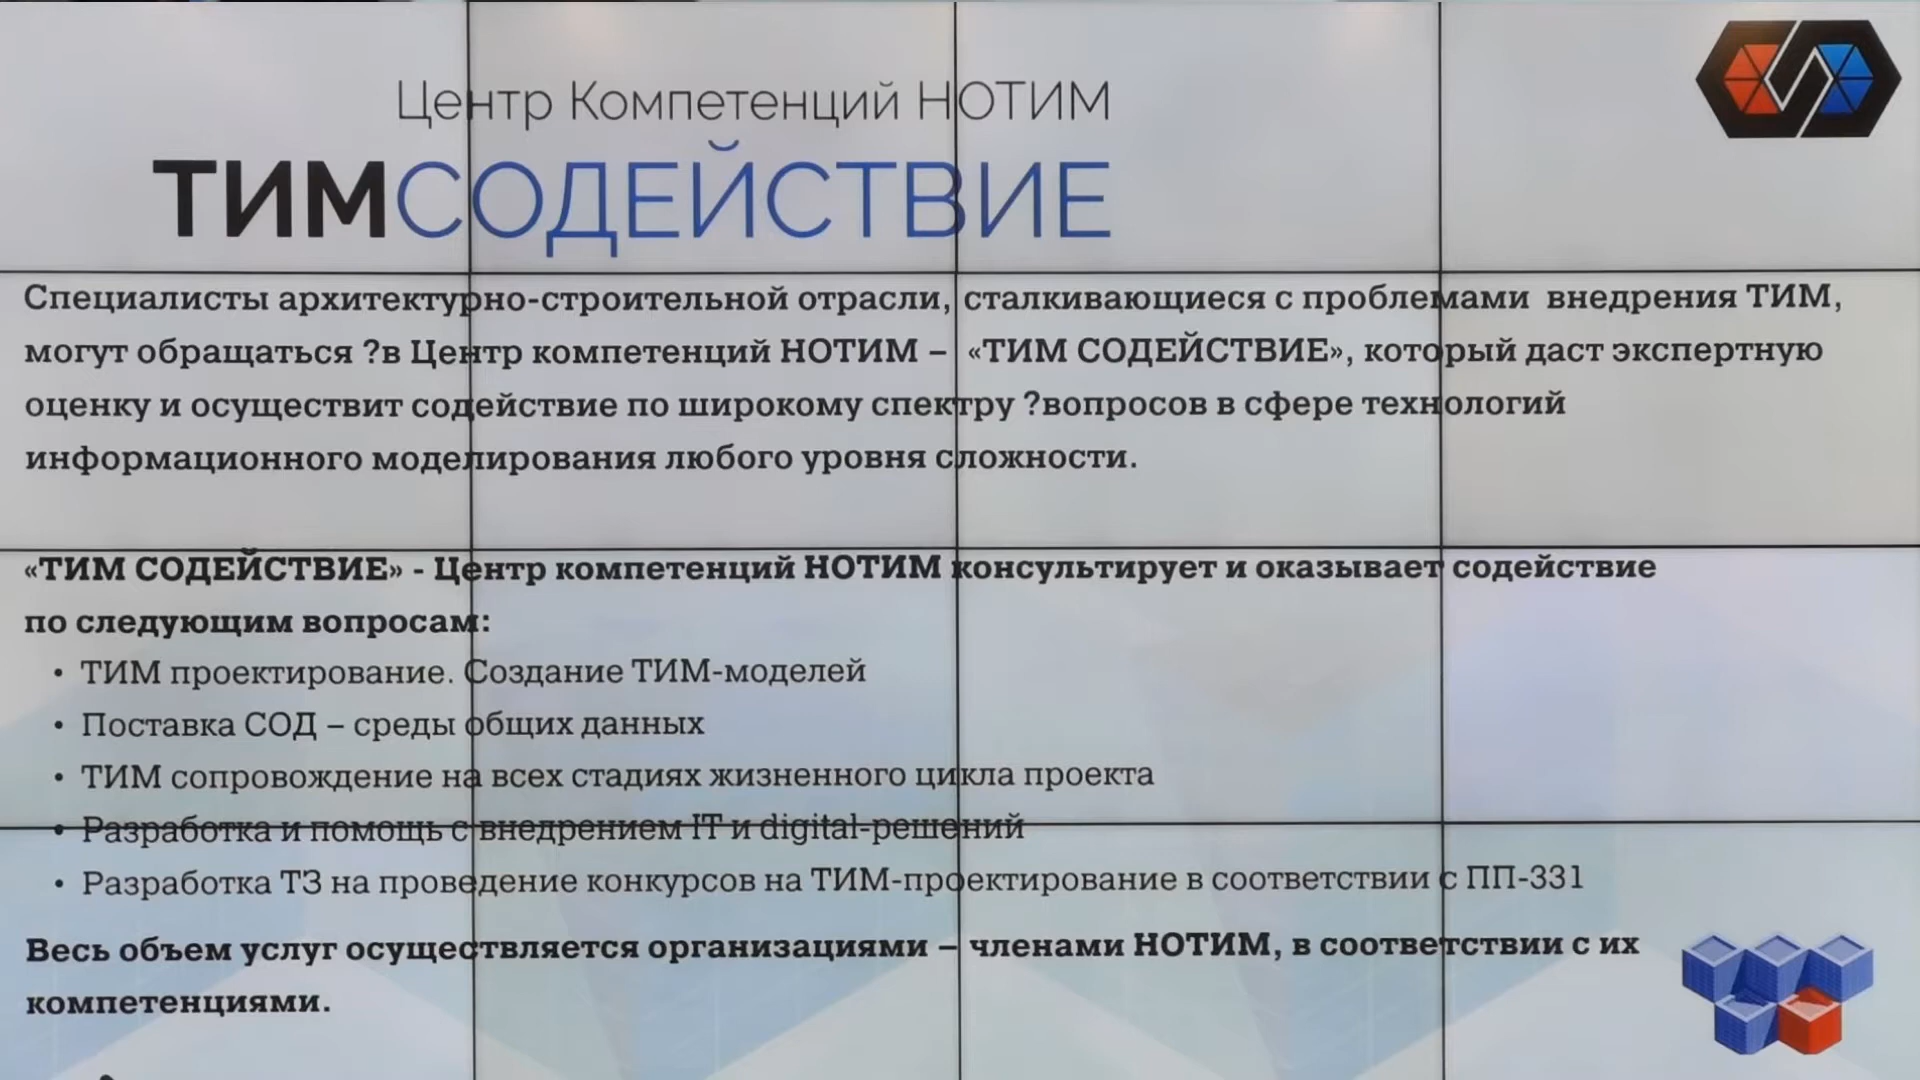 Центр Компетенций НОТИМ
ТИМСОДЕЙСТВИЕ
Специалисты архитектурно-строительной отрасли, сталкивающиеся с проблемами внедрения ТИМ,
могут обращаться ?в Центр компетенций НОТИМ – «ТИМ СОДЕЙСТВИЕ», который даст экспертную
оценку и осуществит содействие по широкому спектру ?вопросов в сфере технологий
информационного моделирования любого уровня сложности.
«ТИМ СОДЕЙСТВИЕ» - Центр компетенций НОТИМ консультирует и оказывает содействие
по следующим вопросам:
• ТИМ проектирование. Создание ТИМ-моделей
• Поставка СОД – среды общих данных
• ТИМ сопровождение на всех стадиях жизненного цикла проекта
• Разработка и помощь с внедрением IT и digital-решений
• Разработка ТЗ на проведение конкурсов на ТИМ-проектирование в соответствии с ПП-331
Весь объем услуг осуществляется организациями – членами НОТИМ, в соответствии с их
компетенциями.